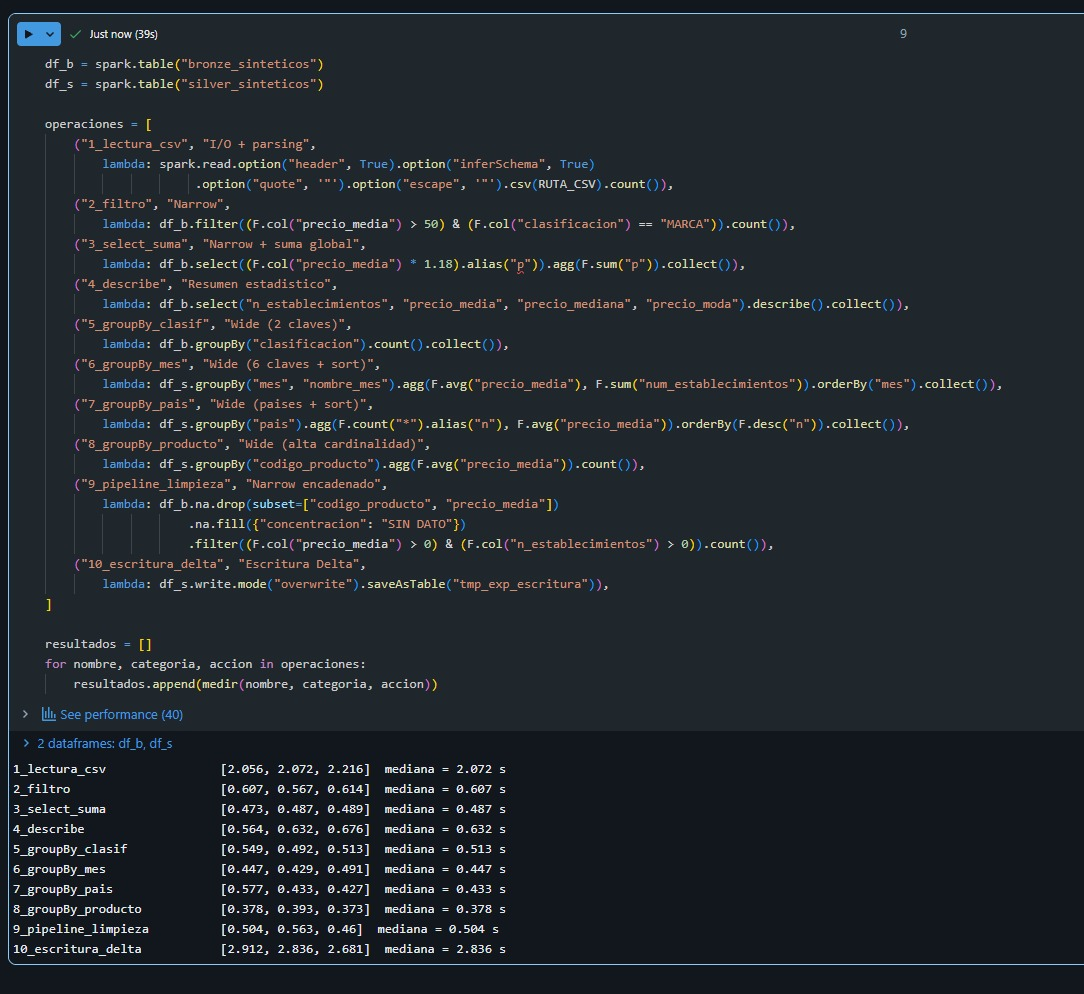 Just now (39s)
9
df_b = spark.table("bronze_sinteticos")
df_s = spark.table("silver_sinteticos")
operaciones = [
("1_lectura_csv", "I/O + parsing",
lambda: spark.read.option("header", True).option("inferSchema", True)
.option("quote", '"').option("escape", '"').csv(RUTA_CSV).count()),
("2_filtro", "Narrow",
lambda: df_b.filter((F.col("precio_media") > 50) & (F.col("clasificacion") == "MARCA")).count()),
("3_select_suma", "Narrow + suma global",
lambda: df_b.select((F.col("precio_media") * 1.18).alias("p")).agg(F.sum("p")).collect()),
("4_describe", "Resumen estadistico",
lambda: df_b.select("n_establecimientos", "precio_media", "precio_mediana", "precio_moda").describe().collect()),
("5_groupBy_clasif", "Wide (2 claves)",
lambda: df_b.groupBy("clasificacion").count().collect()),
("6_groupBy_mes", "Wide (6 claves + sort)",
lambda: df_s.groupBy("mes", "nombre_mes").agg(F.avg("precio_media"), F.sum("num_establecimientos")).orderBy("mes").collect()),
("7_groupBy_pais", "Wide (paises + sort)",
lambda: df_s.groupBy("pais").agg(F.count("*").alias("n"), F.avg("precio_media")).orderBy(F.desc("n")).collect()),
("8_groupBy_producto", "Wide (alta cardinalidad)",
lambda: df_s.groupBy("codigo_producto").agg(F.avg("precio_media")).count()),
("9_pipeline_limpieza", "Narrow encadenado",
lambda: df_b.na.drop(subset=["codigo_producto", "precio_media"])
.na.fill({"concentracion": "SIN DATO"})
.filter((F.col("precio_media") > 0) & (F.col("n_establecimientos") > 0)).count()),
("10_escritura_delta", "Escritura Delta",
lambda: df_s.write.mode("overwrite").saveAsTable("tmp_exp_escritura")),
]
resultados = []
for nombre, categoria, accion in operaciones:
resultados.append(medir(nombre, categoria, accion))
See performance (40)
2 dataframes: df_b, df_s
1_lectura_csv [2.056, 2.072, 2.216] mediana = 2.072 s
2_filtro [0.607, 0.567, 0.614] mediana = 0.607 s
3_select_suma [0.473, 0.487, 0.489] mediana = 0.487 s
4_describe [0.564, 0.632, 0.676] mediana = 0.632 s
5_groupBy_clasif [0.549, 0.492, 0.513] mediana = 0.513 s
6_groupBy_mes [0.447, 0.429, 0.491] mediana = 0.447 s
7_groupBy_pais [0.577, 0.433, 0.427] mediana = 0.433 s
8_groupBy_producto [0.378, 0.393, 0.373] mediana = 0.378 s
9_pipeline_limpieza [0.504, 0.563, 0.46] mediana = 0.504 s
10_escritura_delta [2.912, 2.836, 2.681] mediana = 2.836 s